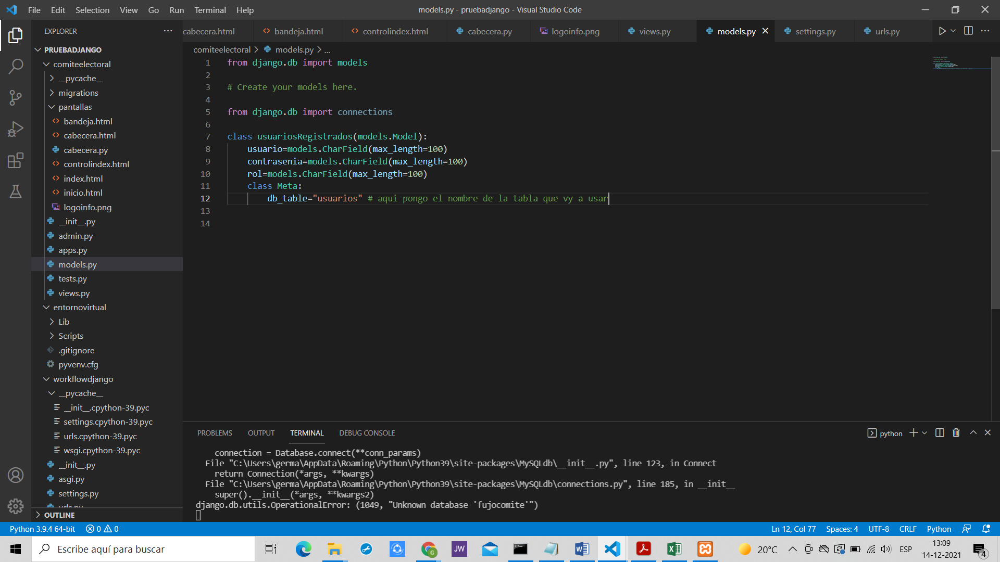 File Edit Selection View Go Run Terminal Help
models.py - pruebadjango - Visual Studio Code
EXPLORER
PRUEBADJANGO
comiteelectoral
__pycache__
migrations
pantallas
bandeja.html
cabecera.html
cabecera.py
controlindex.html
index.html
inicio.html
logoinfo.png
__init__.py
admin.py
apps.py
models.py
tests.py
views.py
entornovirtual
Lib
Scripts
.gitignore
pyvenv.cfg
workflowdjango
__pycache__
__init__.cpython-39.pyc
settings.cpython-39.pyc
urls.cpython-39.pyc
wsgi.cpython-39.pyc
__init__.py
asgi.py
settings.py
urls.py
OUTLINE
cabecera.html bandeja.html controlindex.html cabecera.py logoinfo.png views.py models.py settings.py urls.py
comiteelectoral > models.py > ...
1 from django.db import models
2
3 # Create your models here.
4
5 from django.db import connections
6
7 class usuariosRegistrados(models.Model):
8 usuario=models.CharField(max_length=100)
9 contrasenia=models.CharField(max_length=100)
10 rol=models.CharField(max_length=100)
11 class Meta:
12 db_table="usuarios" # aqui pongo el nombre de la tabla que vy a usar
13
14
PROBLEMS OUTPUT TERMINAL DEBUG CONSOLE
python
connection = Database.connect(**conn_params)
File "C:\Users\germa\AppData\Roaming\Python\Python39\site-packages\MySQLdb\__init__.py", line 123, in Connect
return Connection(*args, **kwargs)
File "C:\Users\germa\AppData\Roaming\Python\Python39\site-packages\MySQLdb\connections.py", line 185, in __init__
super().__init__(*args, **kwargs2)
django.db.utils.OperationalError: (1049, "Unknown database 'fujocomite'")
Python 3.9.4 64-bit 0 0
Ln 12, Col 77 Spaces: 4 UTF-8 CRLF Python
Escribe aquí para buscar
JW
20°C
ESP
13:09
14-12-2021
4